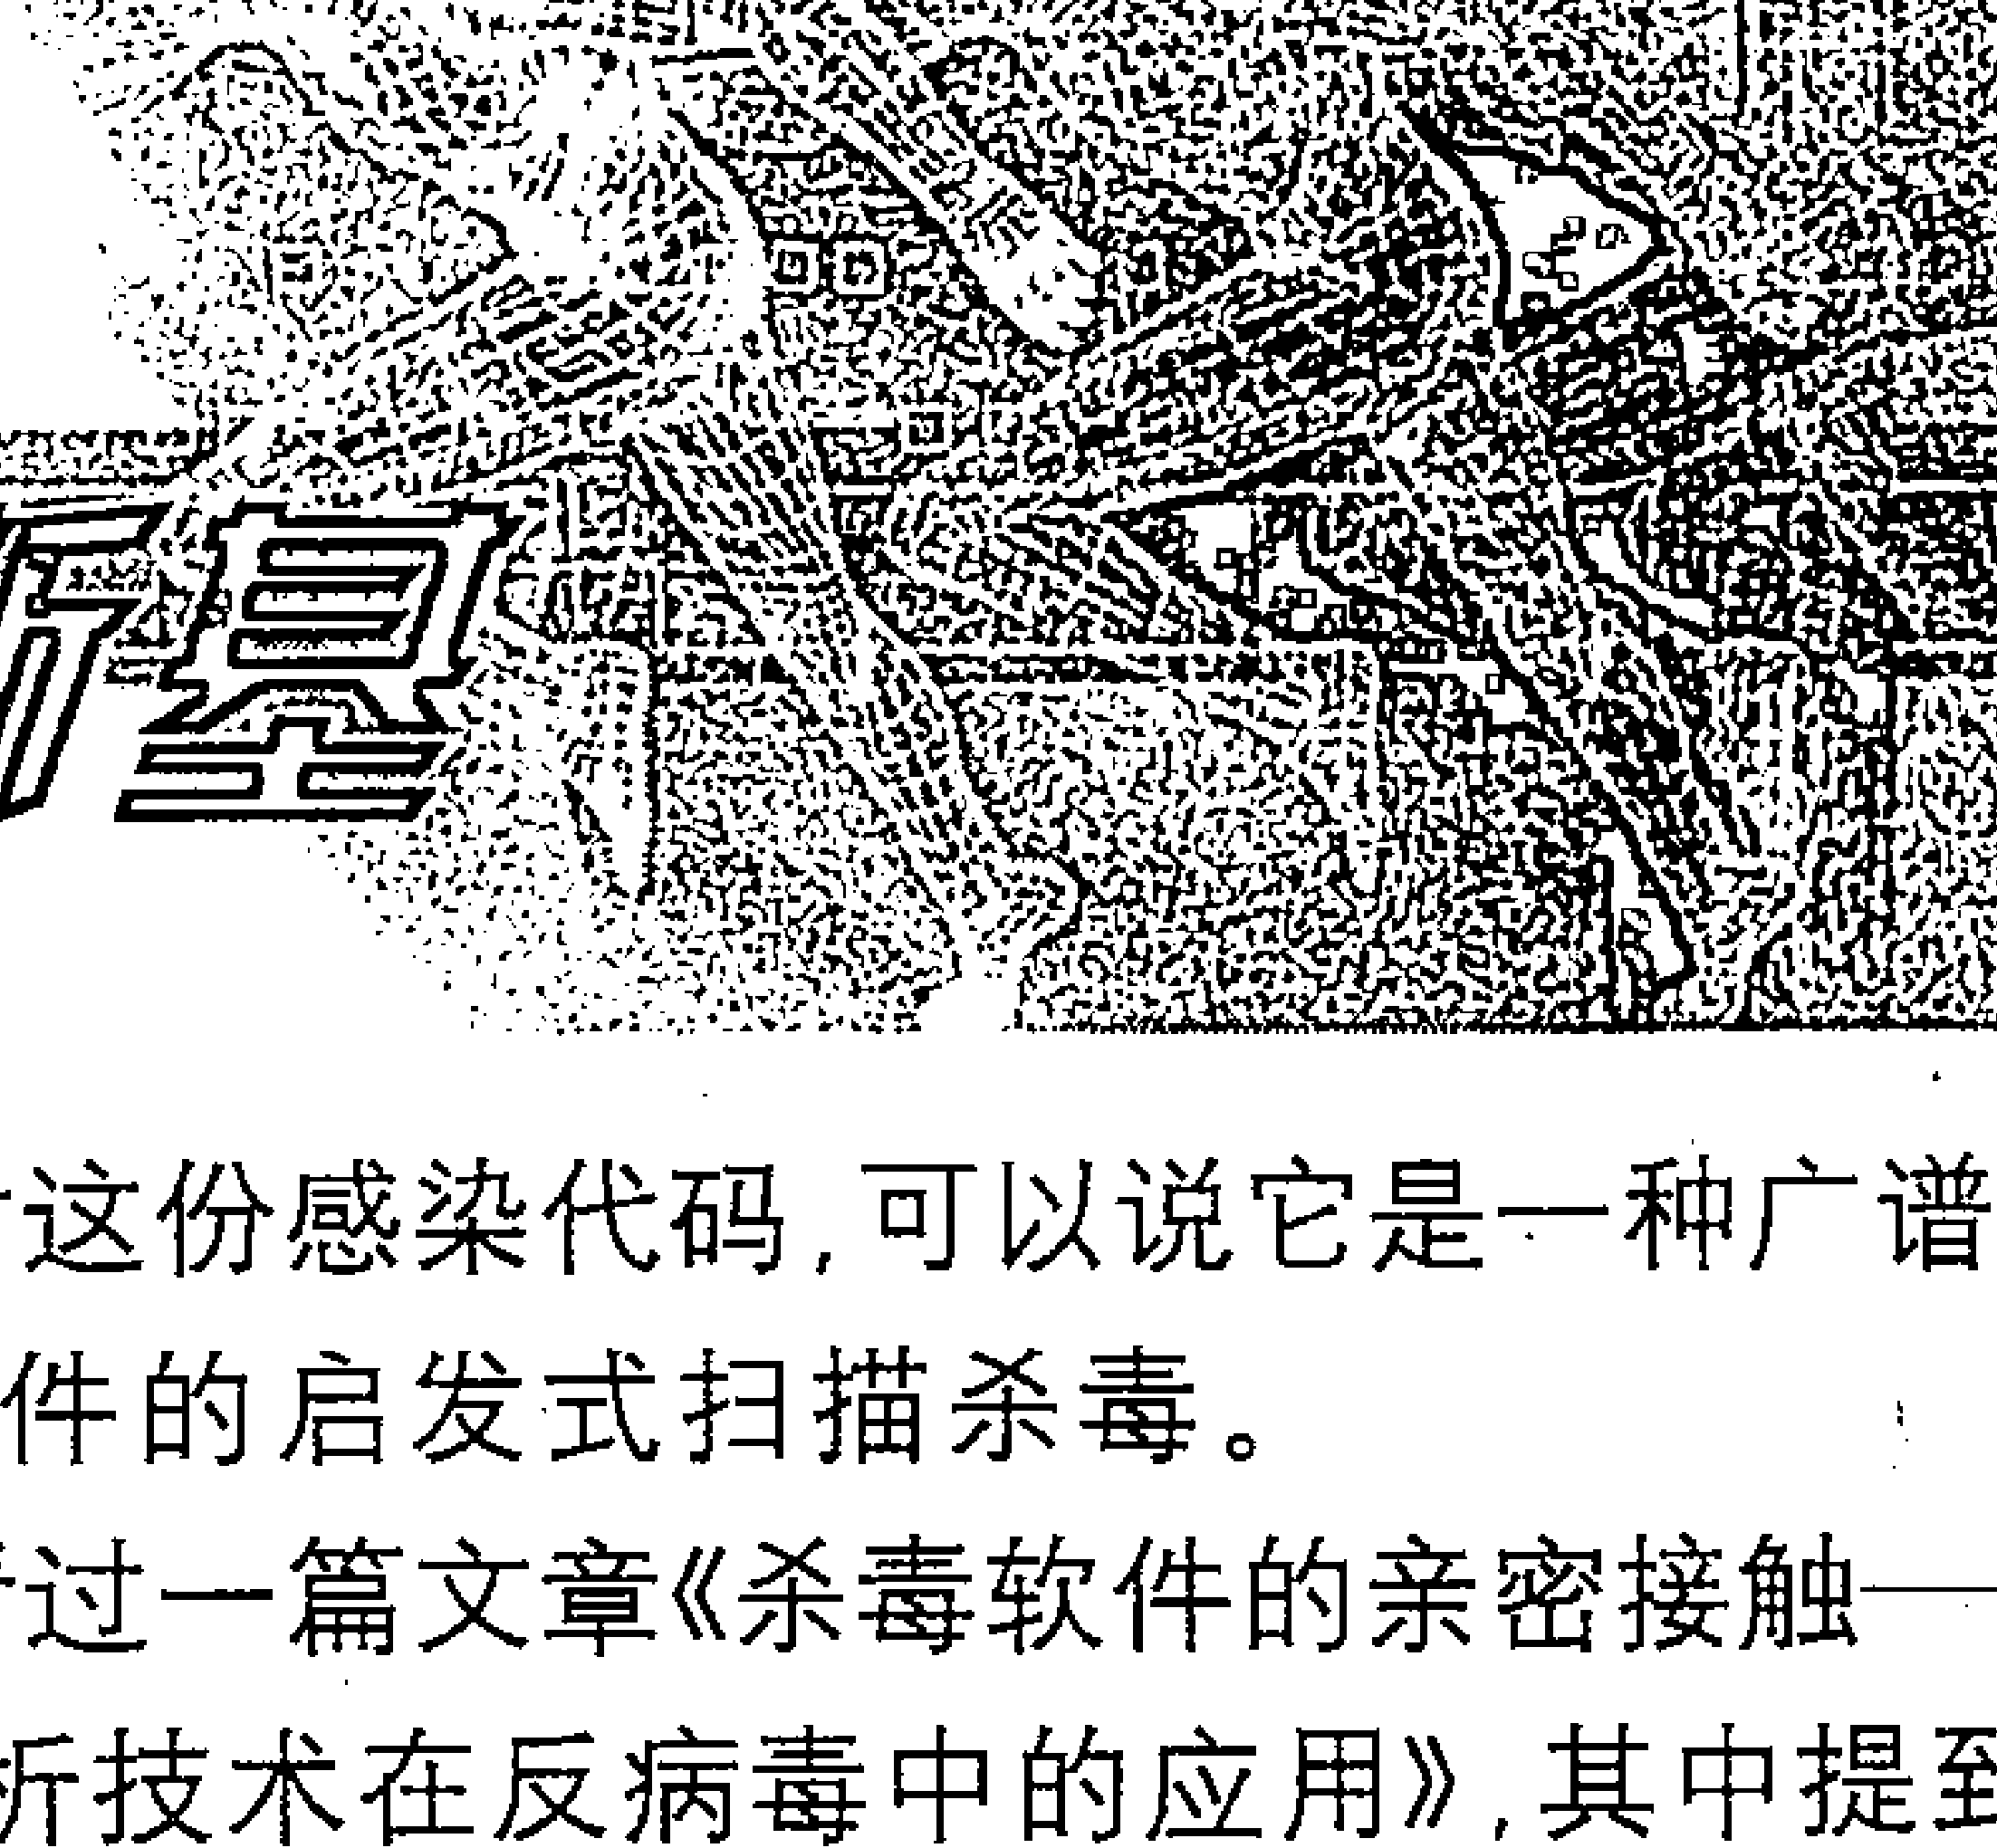 基
这份感染代码,可以说它是一种广谱
件的启发式扫描杀毒。
过一篇文章《杀毒软件的亲密接触—
析技术在反病毒中的应用》,其中提到